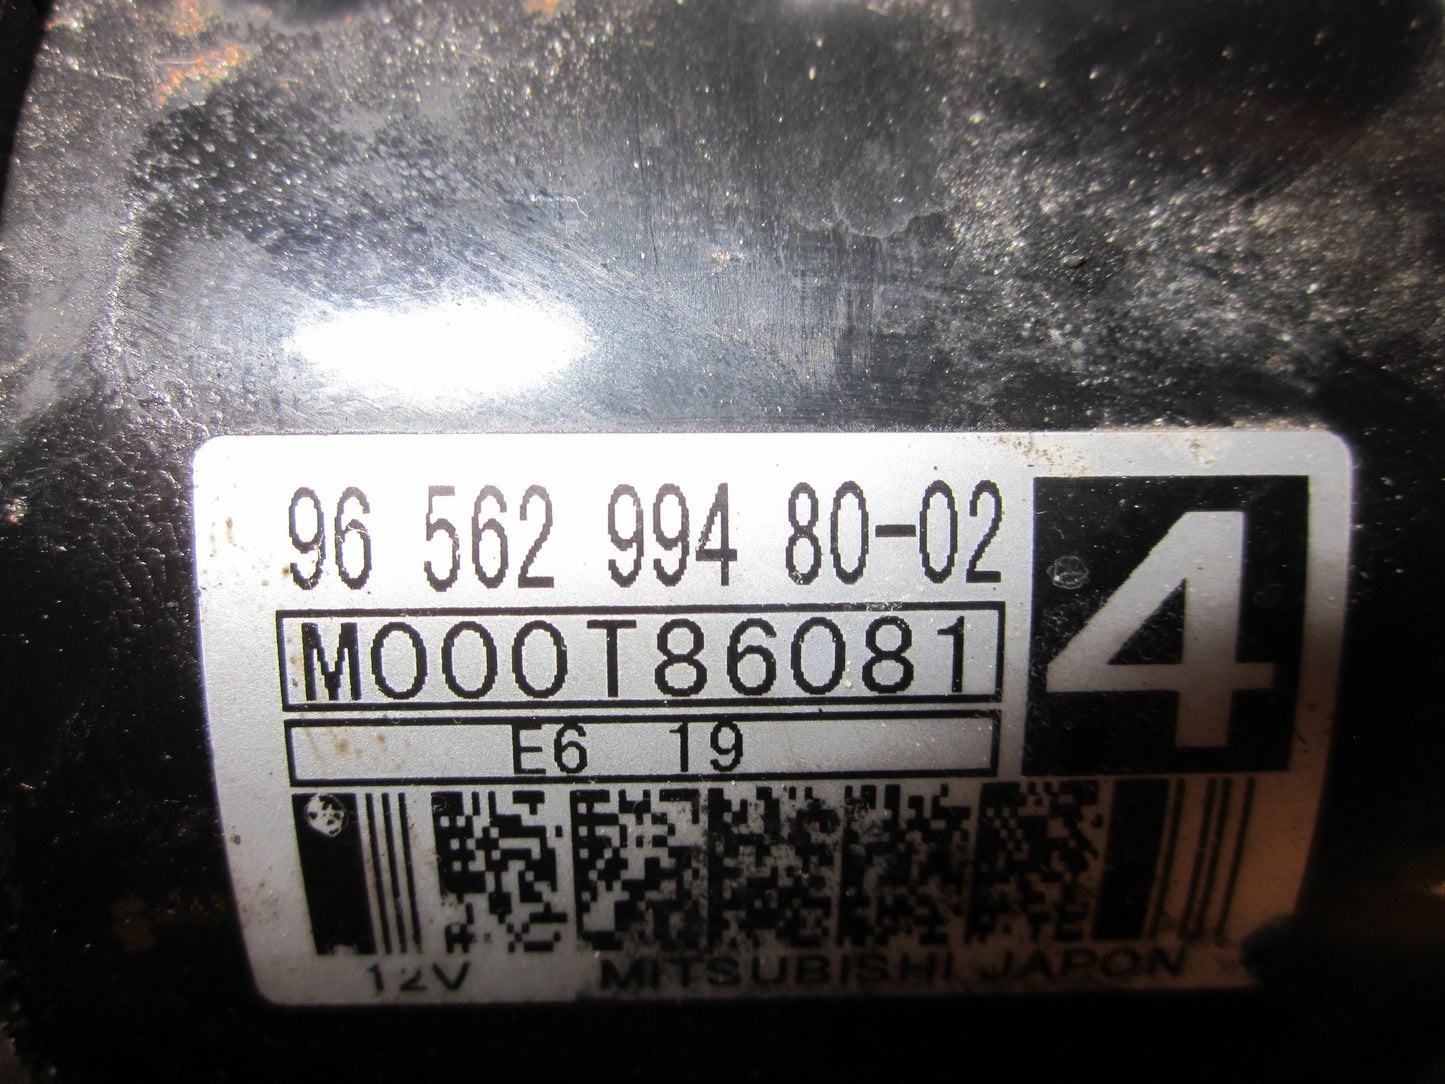 96 562 994 80-02
4
M000T86081
E6 19
12V MITSUBISHI JAPON